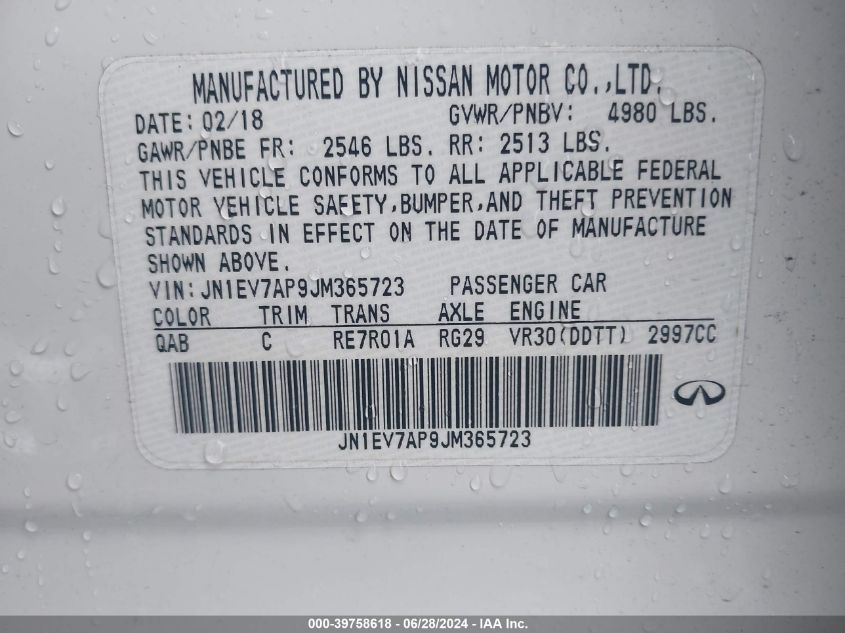 MANUFACTURED BY NISSAN MOTOR CO.,LTD.
DATE: 02/18 GVWR/PNBV: 4980 LBS.
GAWR/PNBE FR: 2546 LBS. RR: 2513 LBS.
THIS VEHICLE CONFORMS TO ALL APPLICABLE FEDERAL
MOTOR VEHICLE SAFETY,BUMPER,AND THEFT PREVENTION
STANDARDS IN EFFECT ON THE DATE OF MANUFACTURE
SHOWN ABOVE.
VIN: JN1EV7AP9JM365723 PASSENGER CAR
COLOR TRIM TRANS AXLE ENGINE
QAB C RE7R01A RG29 VR30(DDTT) 2997CC
JN1EV7AP9JM365723
000-39758618 - 06/28/2024 - IAA Inc.